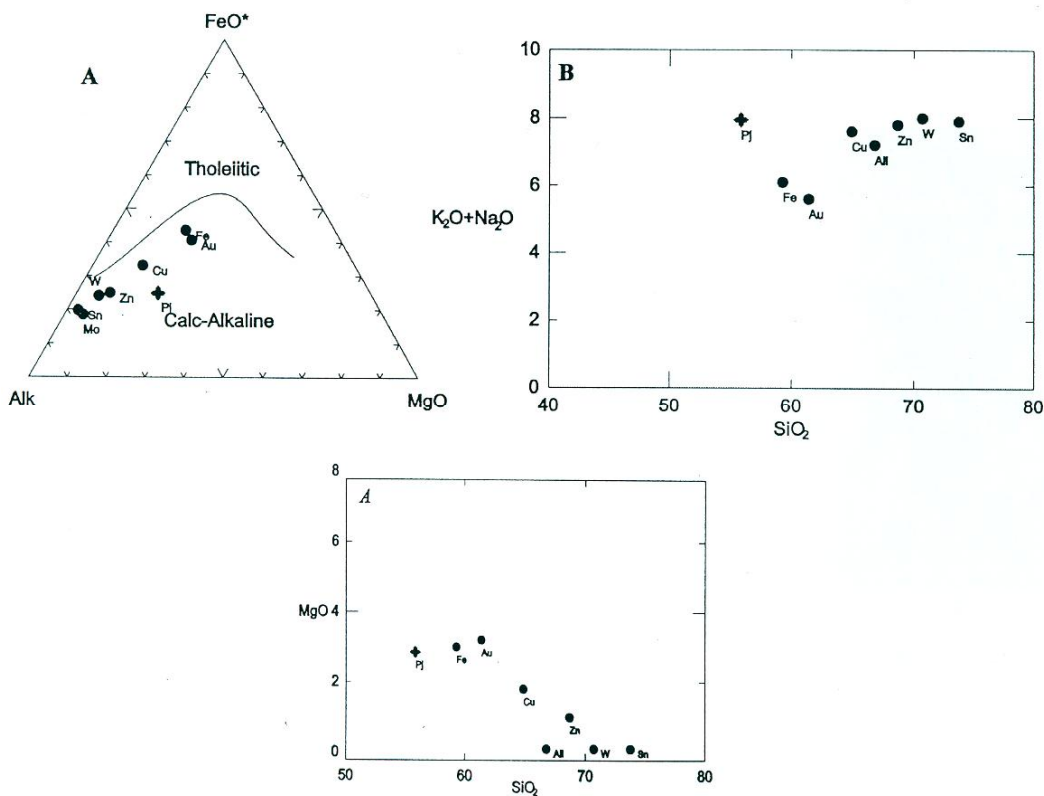 FeO*
A
Tholeiitic
Fe
Au
Cu
W
Zn
Pj
Sn
Calc-Alkaline
Mo
Alk
MgO
10
B
8
Pj
Cu
Zn
W
Sn
All
6
K₂O+Na₂O
Fe
Au
4
2
0
40
50
60
70
80
SiO₂
8
A
6
MgO 4
Pj
Fe
Au
2
Cu
Zn
0
All
W
Sn
50
60
70
80
SiO₂